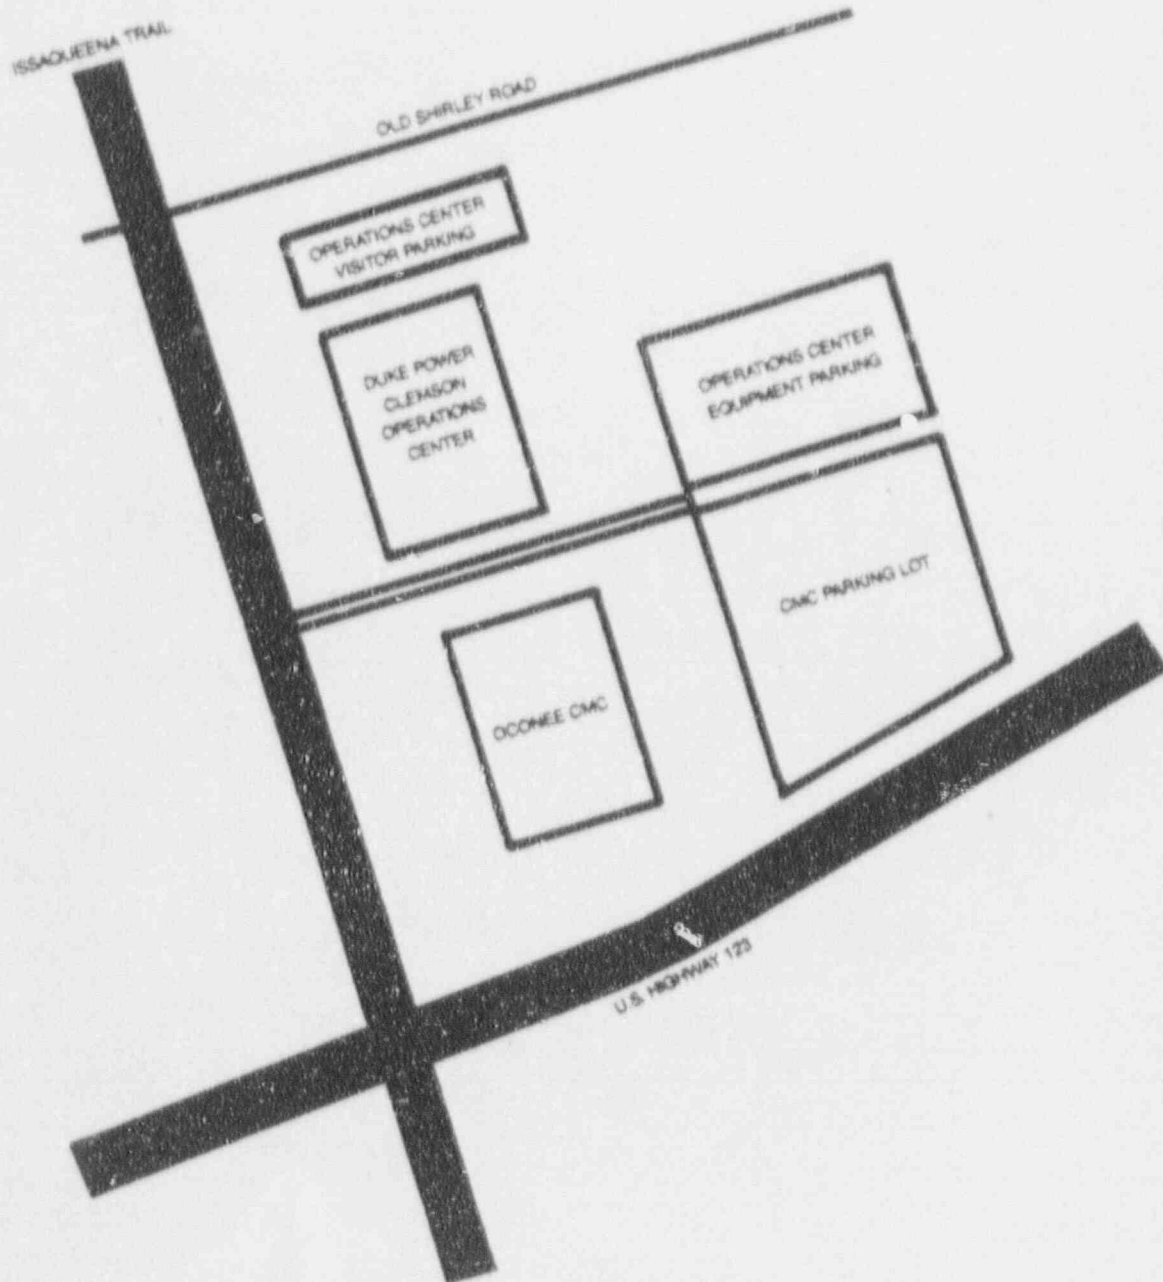 ISSAQUEENA TRAIL
OLD SHIRLEY ROAD
OPERATIONS CENTER
VISITOR PARKING
DUKE POWER
CLEMSON
OPERATIONS
CENTER
OPERATIONS CENTER
EQUIPMENT PARKING
CMC PARKING LOT
OCONEE CMC
U.S. HIGHWAY 123